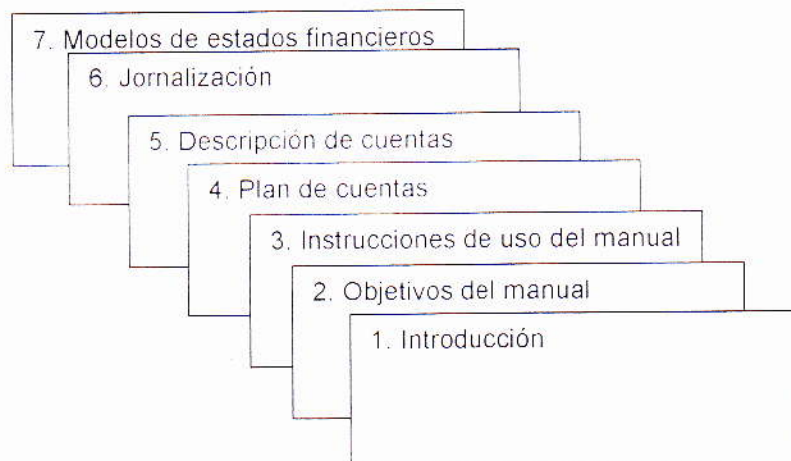 7. Modelos de estados financieros
6. Jornalización
5. Descripción de cuentas
4. Plan de cuentas
3. Instrucciones de uso del manual
2. Objetivos del manual
1. Introducción